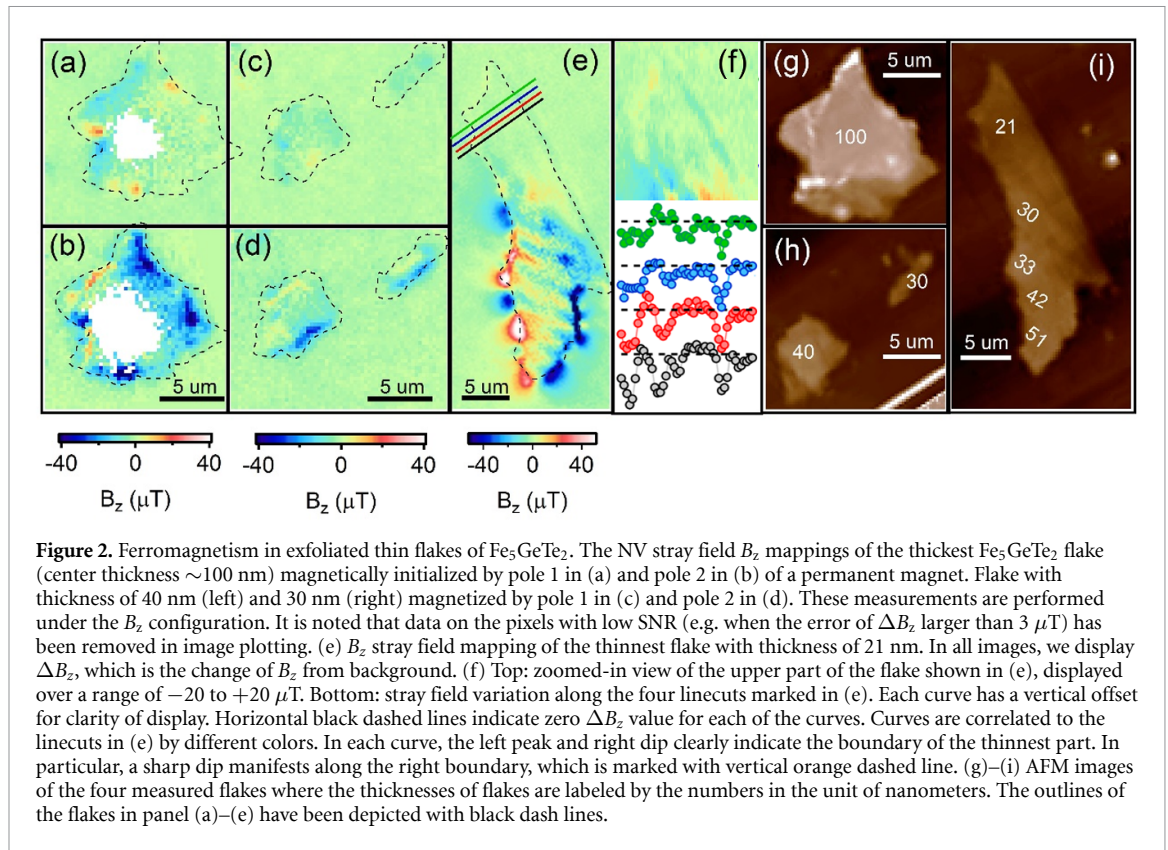 (a)
(c)
(e)
(f)
(g)
5 um
(i)
100
21
30
33
42
51
5 um
(b)
5 um
(d)
5 um
5 um
(h)
30
40
5 um
-40 0 40
-40 0 40
-40 0 40
B_z (μT)
B_z (μT)
B_z (μT)
Figure 2. Ferromagnetism in exfoliated thin flakes of Fe₅GeTe₂. The NV stray field B_z mappings of the thickest Fe₅GeTe₂ flake
(center thickness ∼100 nm) magnetically initialized by pole 1 in (a) and pole 2 in (b) of a permanent magnet. Flake with
thickness of 40 nm (left) and 30 nm (right) magnetized by pole 1 in (c) and pole 2 in (d). These measurements are performed
under the B_z configuration. It is noted that data on the pixels with low SNR (e.g. when the error of ΔB_z larger than 3 μT) has
been removed in image plotting. (e) B_z stray field mapping of the thinnest flake with thickness of 21 nm. In all images, we display
ΔB_z, which is the change of B_z from background. (f) Top: zoomed-in view of the upper part of the flake shown in (e), displayed
over a range of −20 to +20 μT. Bottom: stray field variation along the four linecuts marked in (e). Each curve has a vertical offset
for clarity of display. Horizontal black dashed lines indicate zero ΔB_z value for each of the curves. Curves are correlated to the
linecuts in (e) by different colors. In each curve, the left peak and right dip clearly indicate the boundary of the thinnest part. In
particular, a sharp dip manifests along the right boundary, which is marked with vertical orange dashed line. (g)–(i) AFM images
of the four measured flakes where the thicknesses of flakes are labeled by the numbers in the unit of nanometers. The outlines of
the flakes in panel (a)–(e) have been depicted with black dash lines.